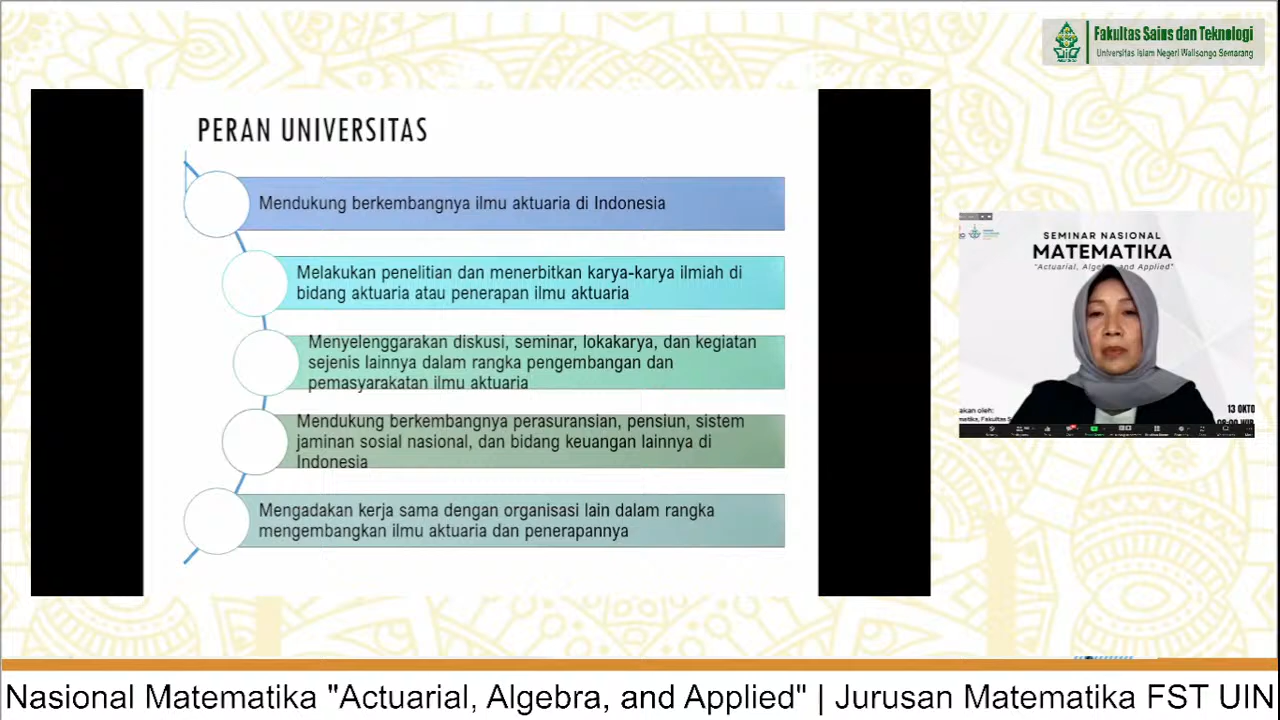 Fakultas Sains dan Teknologi
Universitas Islam Negeri Walisongo Semarang
PERAN UNIVERSITAS
Mendukung berkembangnya ilmu aktuaria di Indonesia
Melakukan penelitian dan menerbitkan karya-karya ilmiah di
bidang aktuaria atau penerapan ilmu aktuaria
Menyelenggarakan diskusi, seminar, lokakarya, dan kegiatan
sejenis lainnya dalam rangka pengembangan dan
pemasyarakatan ilmu aktuaria
Mendukung berkembangnya perasuransian, pensiun, sistem
jaminan sosial nasional, dan bidang keuangan lainnya di
Indonesia
Mengadakan kerja sama dengan organisasi lain dalam rangka
mengembangkan ilmu aktuaria dan penerapannya
SEMINAR NASIONAL
MATEMATIKA
"Actuarial, Algebra, and Applied"
akan oleh:
matika, Fakultas S
13 OKTO
Nasional Matematika "Actuarial, Algebra, and Applied" | Jurusan Matematika FST UIN